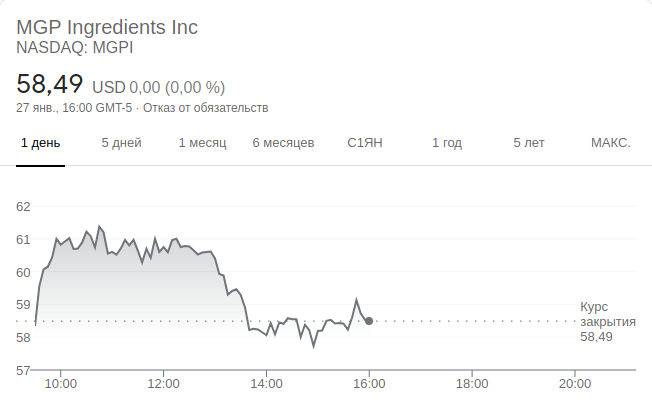 MGP Ingredients Inc
NASDAQ: MGPI
58,49 USD 0,00 (0,00 %)
27 янв., 16:00 GMT-5 · Отказ от обязательств
1 день 5 дней 1 месяц 6 месяцев С1ЯН 1 год 5 лет МАКС.
62
61
60
59
58
57
Курс
закрытия
58,49
10:00 12:00 14:00 16:00 18:00 20:00